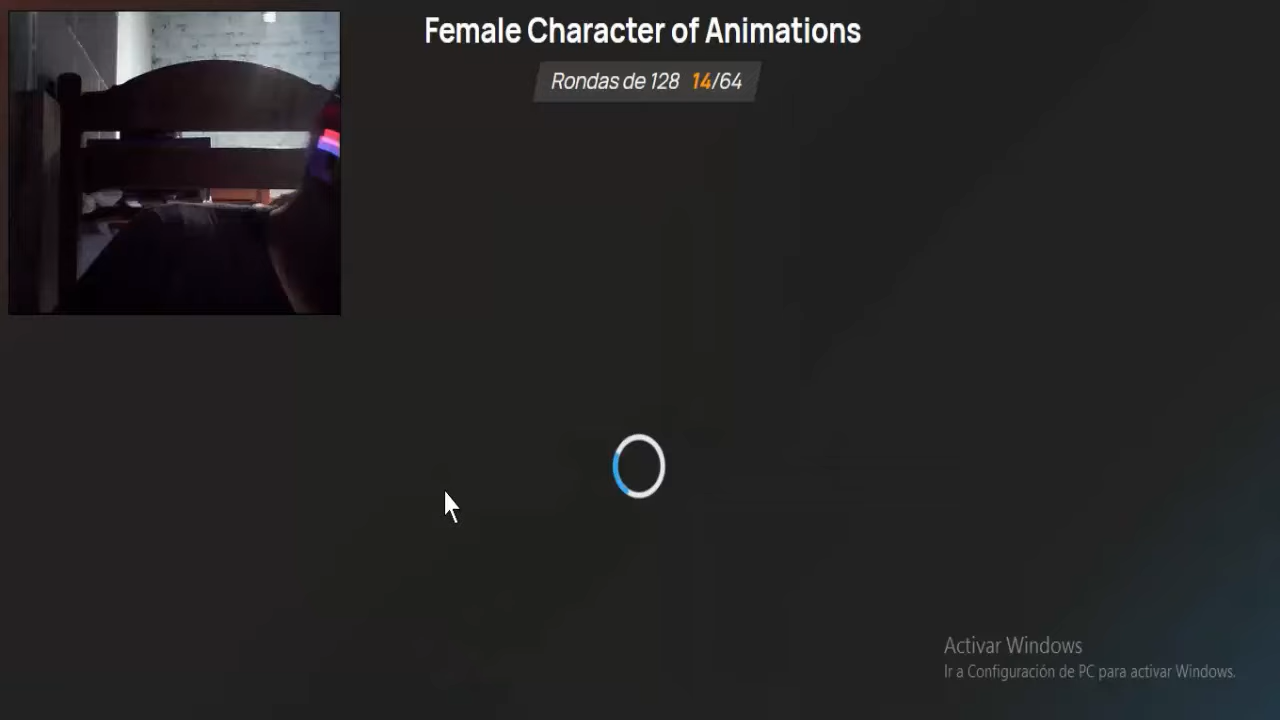 Female Character of Animations
Rondas de 128 14/64
Activar Windows
Ir a Configuración de PC para activar Windows.